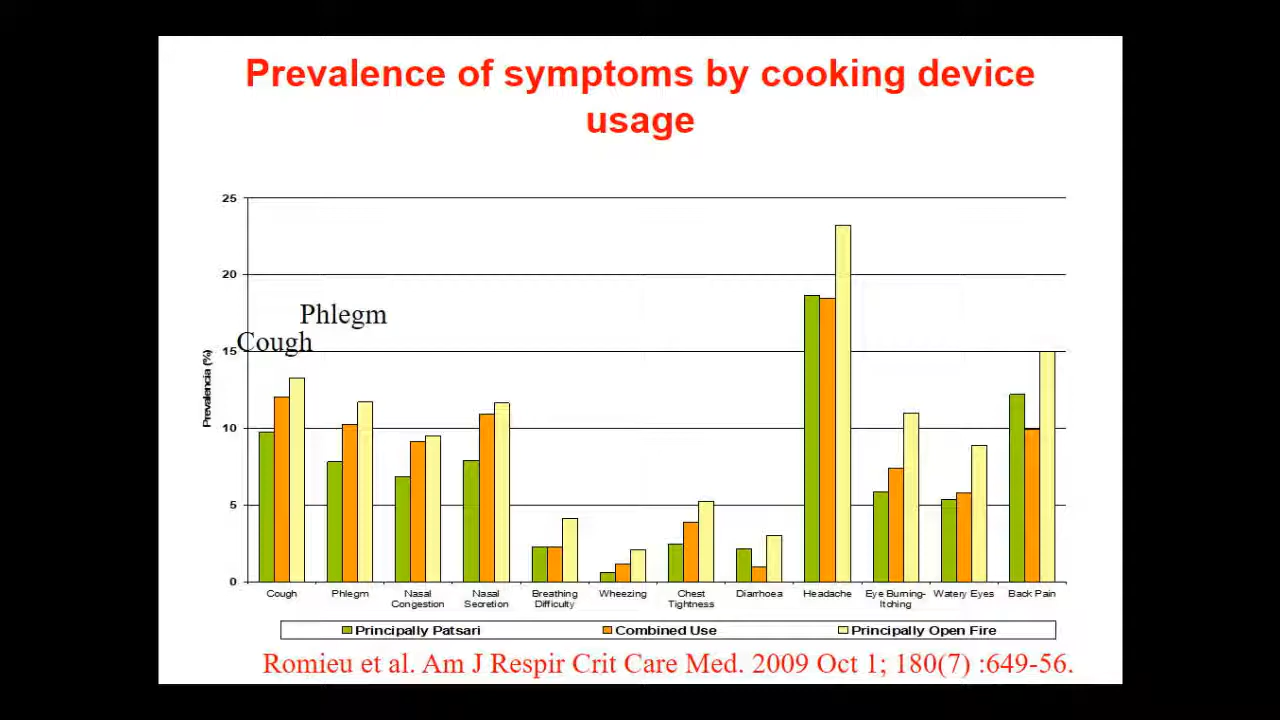 Prevalence of symptoms by cooking device
usage
25
20
15
10
5
0
Prevalencia (%)
Phlegm
Cough
Cough
Phlegm
Nasal
Congestion
Nasal
Secretion
Breathing
Difficulty
Wheezing
Chest
Tightness
Diarrhoea
Headache
Eye Burning-
Itching
Watery Eyes
Back Pain
Principally Patsari
Combined Use
Principally Open Fire
Romieu et al. Am J Respir Crit Care Med. 2009 Oct 1; 180(7) :649-56.